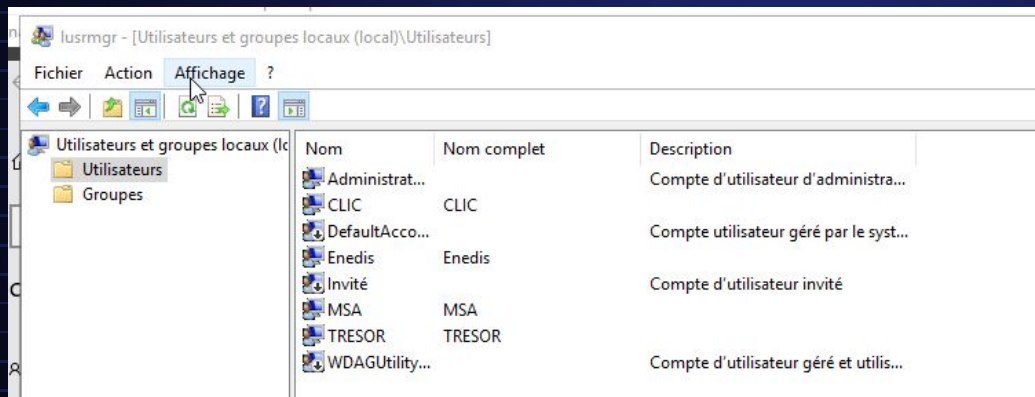 lusrmgr - [Utilisateurs et groupes locaux (local)\Utilisateurs]
Fichier Action Affichage ?
Utilisateurs et groupes locaux (lc
Utilisateurs
Groupes
Nom Nom complet Description
Administrat... Compte d'utilisateur d'administra...
CLIC CLIC
DefaultAcco... Compte utilisateur géré par le syst...
Enedis Enedis
Invité Compte d'utilisateur invité
MSA MSA
TRESOR TRESOR
WDAGUtility... Compte d'utilisateur géré et utilis...